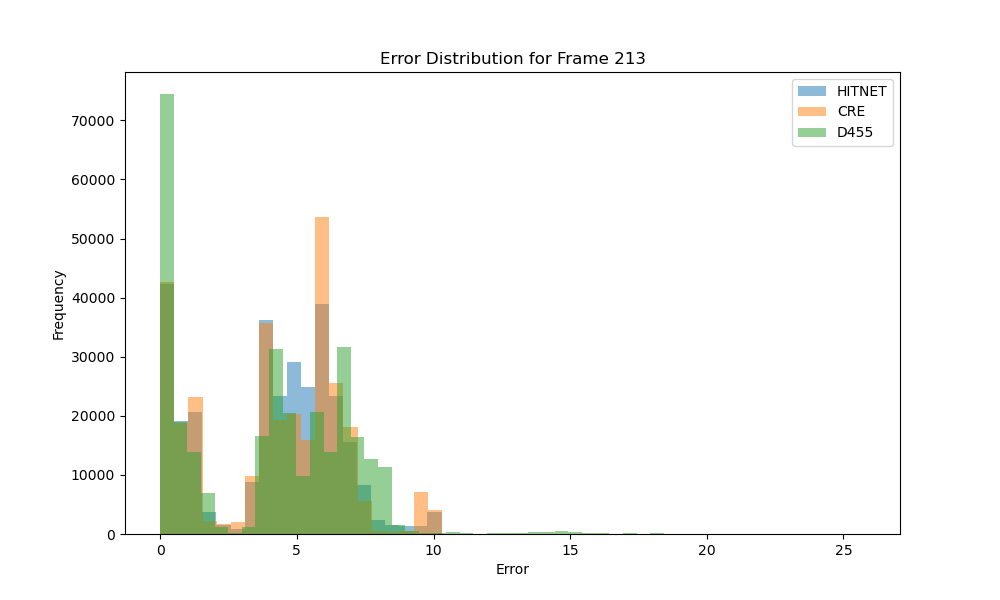 Error Distribution for Frame 213
HITNET
CRE
D455
70000
60000
50000
40000
30000
20000
10000
0
Frequency
0 5 10 15 20 25
Error